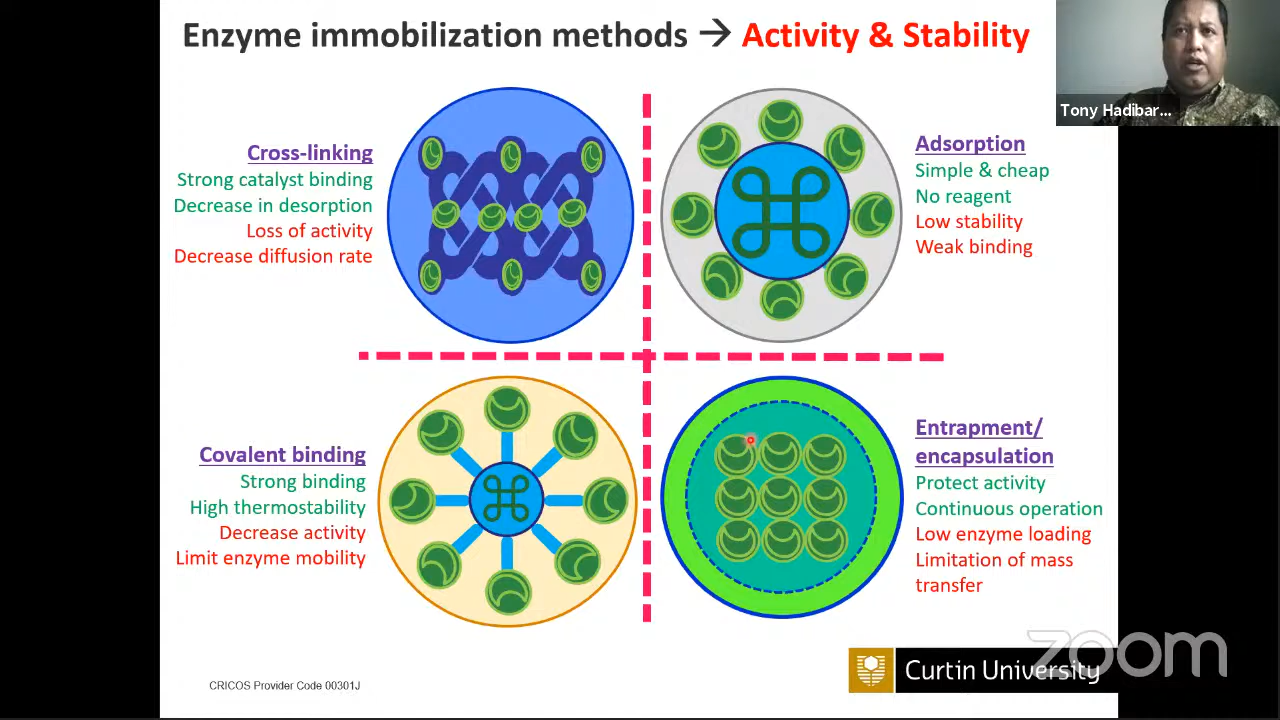 Enzyme immobilization methods → Activity & Stability
Tony Hadibar...
Cross-linking
Strong catalyst binding
Decrease in desorption
Loss of activity
Decrease diffusion rate
Adsorption
Simple & cheap
No reagent
Low stability
Weak binding
Covalent binding
Strong binding
High thermostability
Decrease activity
Limit enzyme mobility
Entrapment/
encapsulation
Protect activity
Continuous operation
Low enzyme loading
Limitation of mass
transfer
zoom
Curtin University
CRICOS Provider Code 00301J